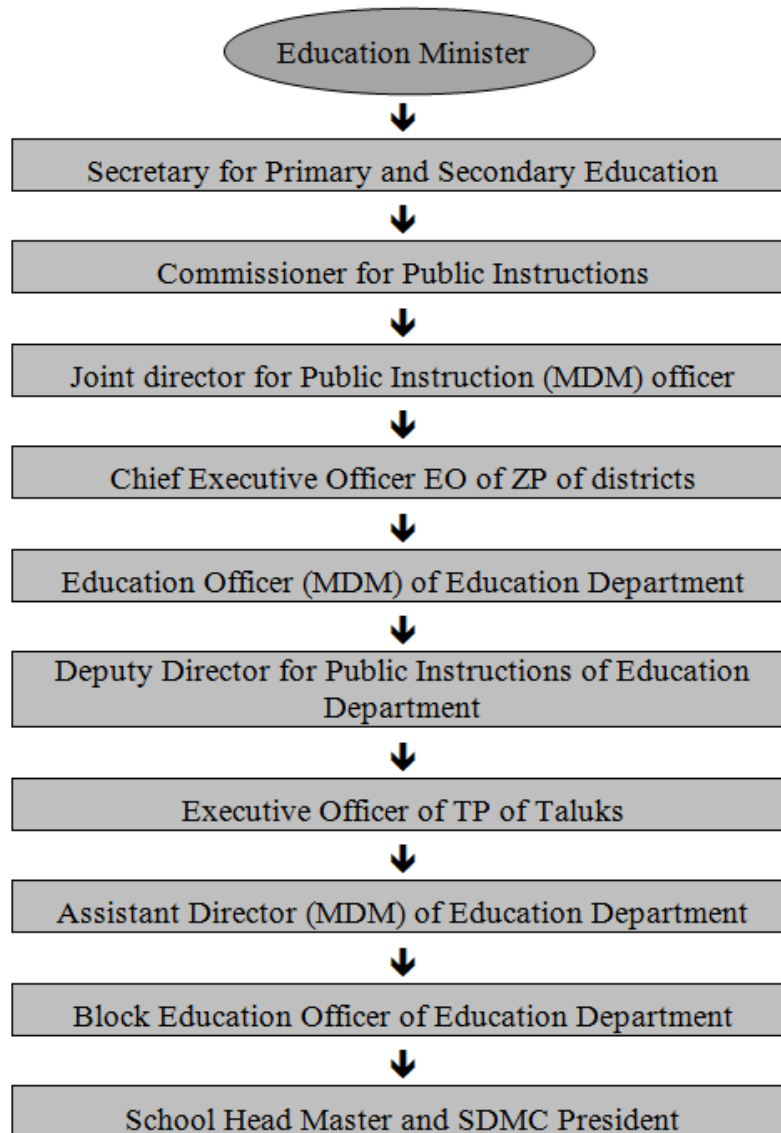 Education Minister
Secretary for Primary and Secondary Education
Commissioner for Public Instructions
Joint director for Public Instruction (MDM) officer
Chief Executive Officer EO of ZP of districts
Education Officer (MDM) of Education Department
Deputy Director for Public Instructions of Education
Department
Executive Officer of TP of Taluks
Assistant Director (MDM) of Education Department
Block Education Officer of Education Department
School Head Master and SDMC President